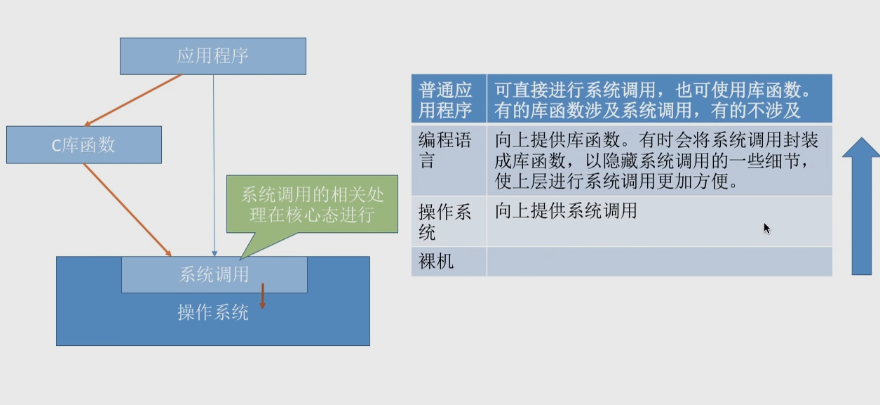 应用程序
C库函数
系统调用的相关处
理在核心态进行
系统调用
操作系统
普通应
用程序
可直接进行系统调用，也可使用库函数。
有的库函数涉及系统调用，有的不涉及
编程语
言
向上提供库函数。有时会将系统调用封装
成库函数，以隐藏系统调用的一些细节，
使上层进行系统调用更加方便。
操作系
统
向上提供系统调用
裸机